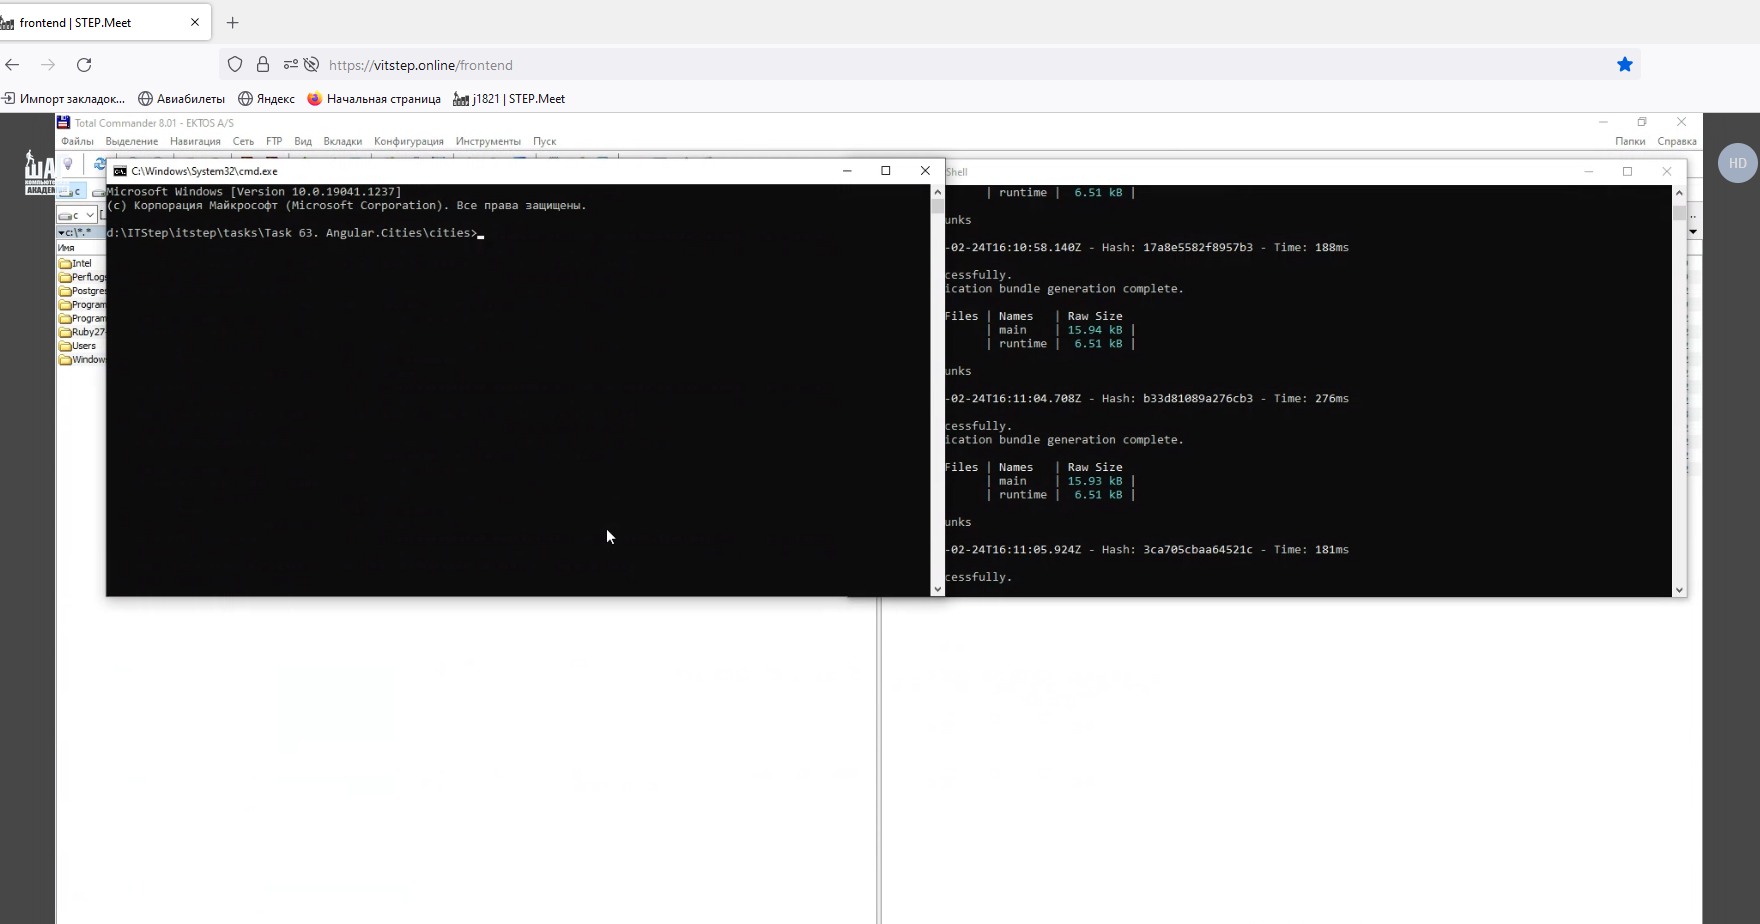 frontend | STEP.Meet
https://vitstep.online/frontend
Импорт закладок...
Авиабилеты
Яндекс
Начальная страница
j1821 | STEP.Meet
Total Commander 8.01 - EKTOS A/S
Файлы Выделение Навигация Сеть FTP Вид Вкладки Конфигурация Инструменты Пуск
Папки Справка
HD
C:\Windows\System32\cmd.exe
Microsoft Windows [Version 10.0.19041.1237]
(c) Корпорация Майкрософт (Microsoft Corporation). Все права защищены.
d:\ITStep\itstep\tasks\Task 63. Angular.Cities\cities>
c
c
c:\*.*
Имя
Intel
PerfLogs
Postgres
Program
Program
Ruby27-
Users
Window
Shell
| runtime | 6.51 kB |
unks
-02-24T16:10:58.140Z - Hash: 17a8e5582f8957b3 - Time: 188ms
cessfully.
ication bundle generation complete.
Files | Names | Raw Size
| main | 15.94 kB |
| runtime | 6.51 kB |
unks
-02-24T16:11:04.708Z - Hash: b33d81089a276cb3 - Time: 276ms
cessfully.
ication bundle generation complete.
Files | Names | Raw Size
| main | 15.93 kB |
| runtime | 6.51 kB |
unks
-02-24T16:11:05.924Z - Hash: 3ca705cbaa64521c - Time: 181ms
cessfully.